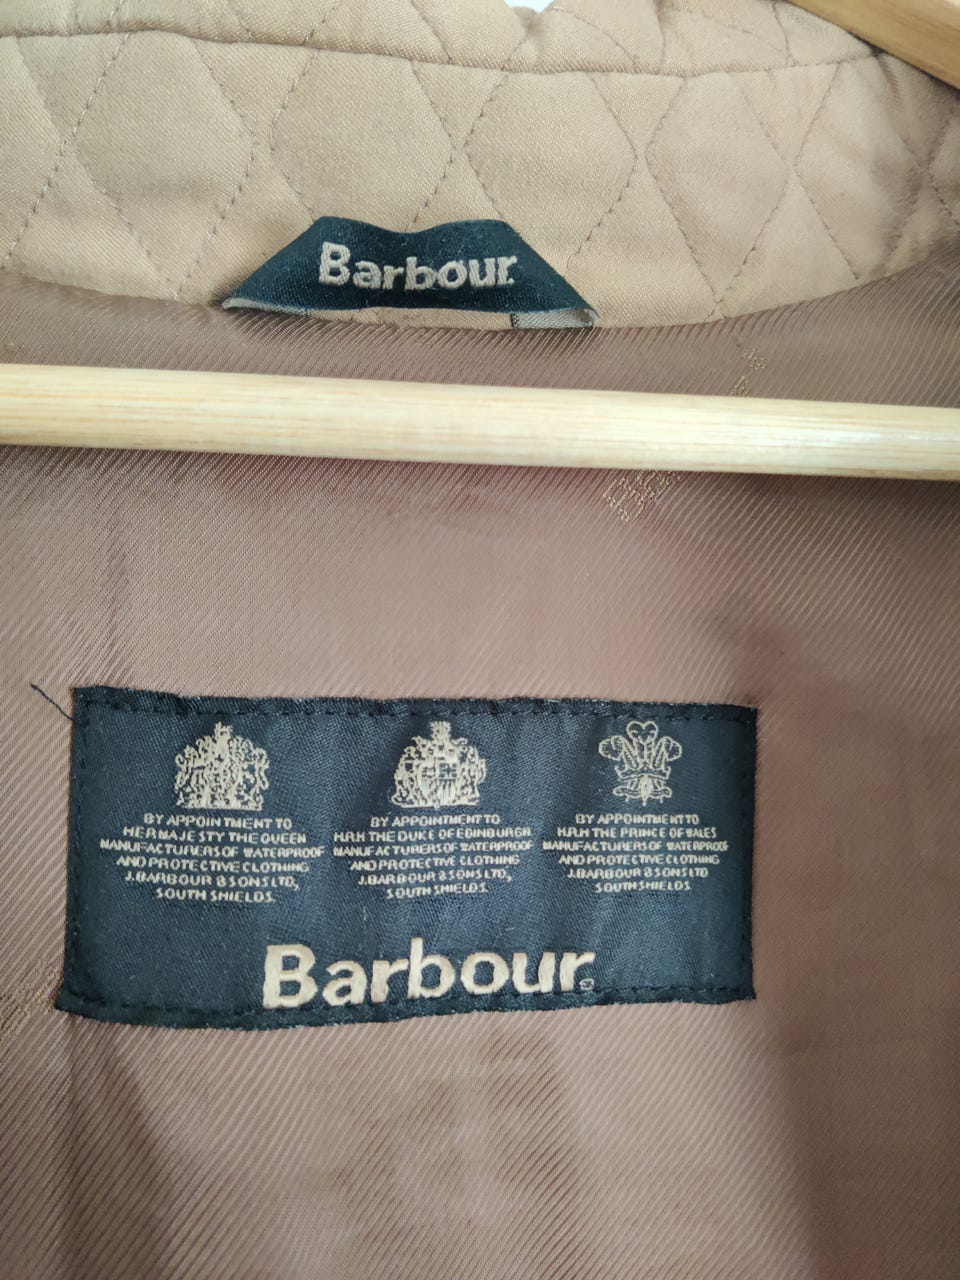 Barbour
BY APPOINTMENT TO
HER MAJESTY THE QUEEN
MANUFACTURERS OF WATERPROOF
AND PROTECTIVE CLOTHING
J.BARBOUR & SONS LTD,
SOUTH SHIELDS.
BY APPOINTMENT TO
H.R.H THE DUKE OF EDINBURGH
MANUFACTURERS OF WATERPROOF
AND PROTECTIVE CLOTHING
J.BARBOUR & SONS LTD,
SOUTH SHIELDS.
BY APPOINTMENT TO
H.R.H THE PRINCE OF WALES
MANUFACTURERS OF WATERPROOF
AND PROTECTIVE CLOTHING
J.BARBOUR & SONS LTD
SOUTH SHIELDS
Barbour